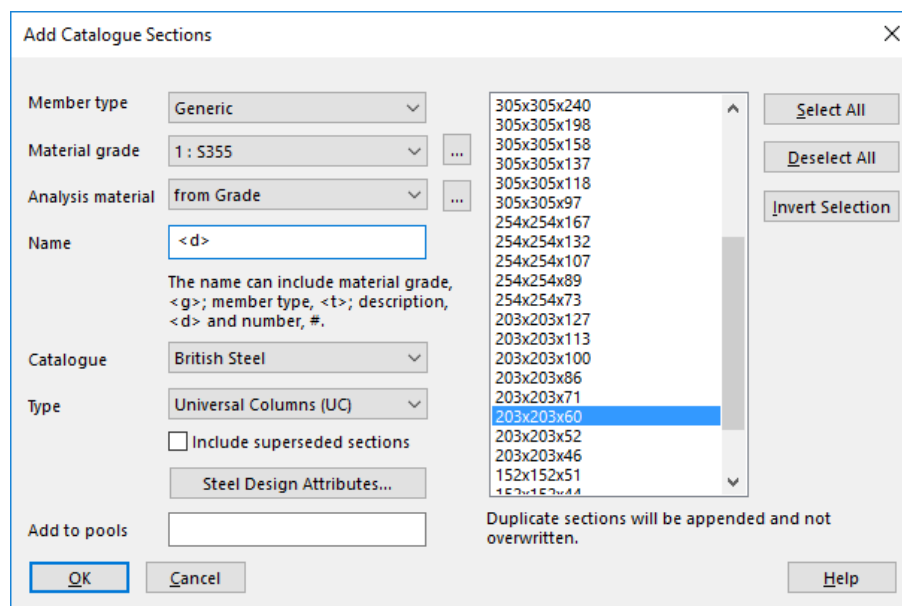 Add Catalogue Sections
Member type
Generic
Material grade
1 : S355
...
Analysis material
from Grade
...
Name
<d>
The name can include material grade,
<g>; member type, <t>; description,
<d> and number, #.
Catalogue
British Steel
Type
Universal Columns (UC)
Include superseded sections
Steel Design Attributes...
Add to pools
OK
Cancel
305x305x240
305x305x198
305x305x158
305x305x137
305x305x118
305x305x97
254x254x167
254x254x132
254x254x107
254x254x89
254x254x73
203x203x127
203x203x113
203x203x100
203x203x86
203x203x71
203x203x60
203x203x52
203x203x46
152x152x51
152x152x44
Duplicate sections will be appended and not
overwritten.
Select All
Deselect All
Invert Selection
Help